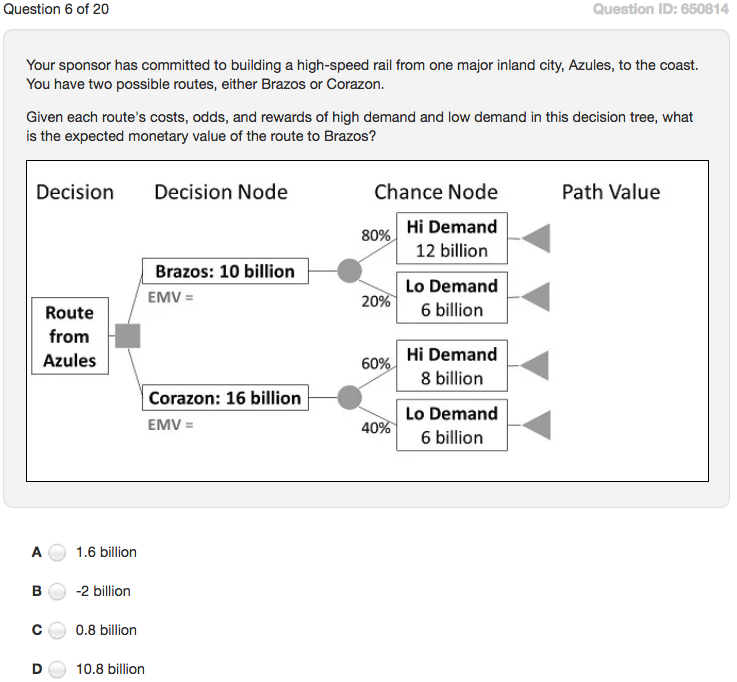 Question 6 of 20
Question ID: 650814
Your sponsor has committed to building a high-speed rail from one major inland city, Azules, to the coast.
You have two possible routes, either Brazos or Corazon.
Given each route's costs, odds, and rewards of high demand and low demand in this decision tree, what
is the expected monetary value of the route to Brazos?
Decision
Decision Node
Chance Node
Path Value
Route
from
Azules
Brazos: 10 billion
EMV =
80%
Hi Demand
12 billion
20%
Lo Demand
6 billion
Corazon: 16 billion
EMV =
60%
Hi Demand
8 billion
40%
Lo Demand
6 billion
A 1.6 billion
B -2 billion
C 0.8 billion
D 10.8 billion